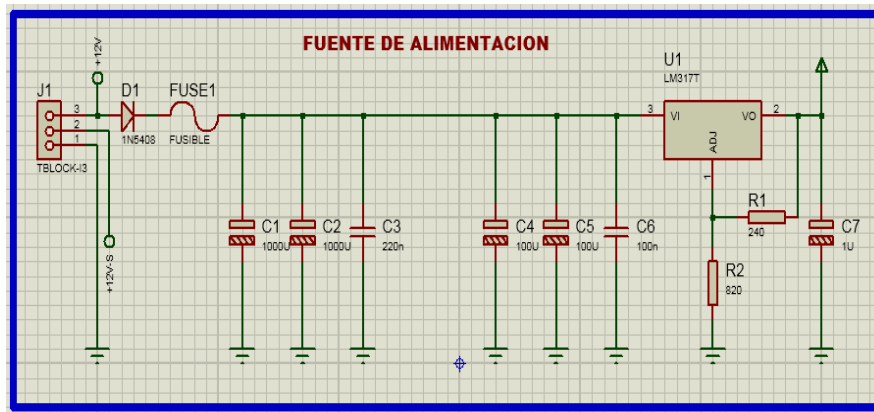 FUENTE DE ALIMENTACION
+12V
J1
3
2
1
TBLOCK-I3
+12V-S
D1
1N5408
FUSE1
FUSIBLE
C1
1000U
C2
1000U
C3
220n
C4
100U
C5
100U
C6
100n
U1
LM317T
3
VI
VO
2
ADJ
1
R1
240
R2
820
C7
1U